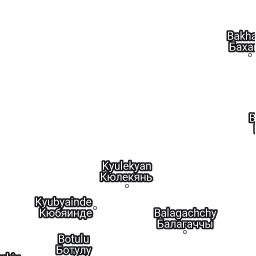 Kyulekyan
Кюлекянь
Kyubyainde
Кюбяинде
Balagachchy
Балагаччы
Botulu
Ботулу